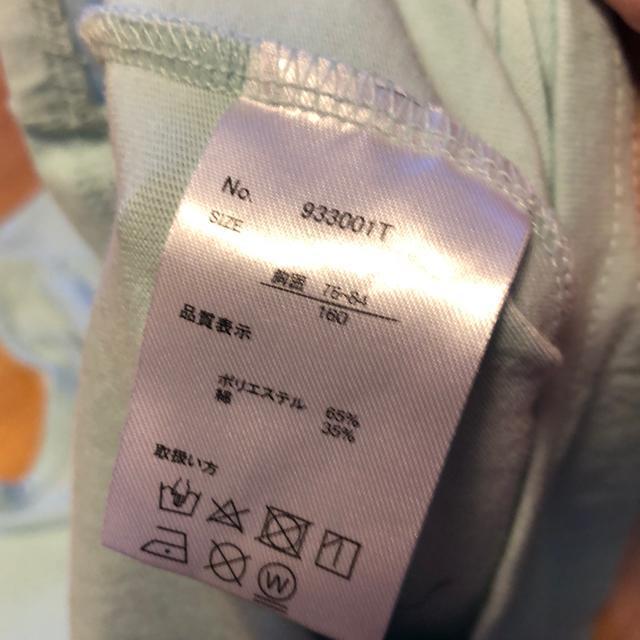 No. 933001T
SIZE
胸囲 76-84
160
品質表示
ポリエステル 65%
綿 35%
取扱い方
W